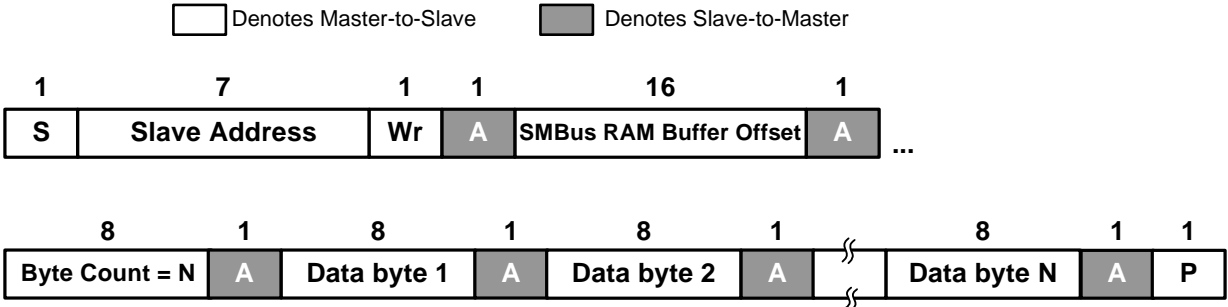 Denotes Master-to-Slave Denotes Slave-to-Master
1 7 1 1 16 1
S Slave Address Wr A SMBus RAM Buffer Offset A ...
8 1 8 1 8 1 8 1 1
Byte Count = N A Data byte 1 A Data byte 2 A Data byte N A P